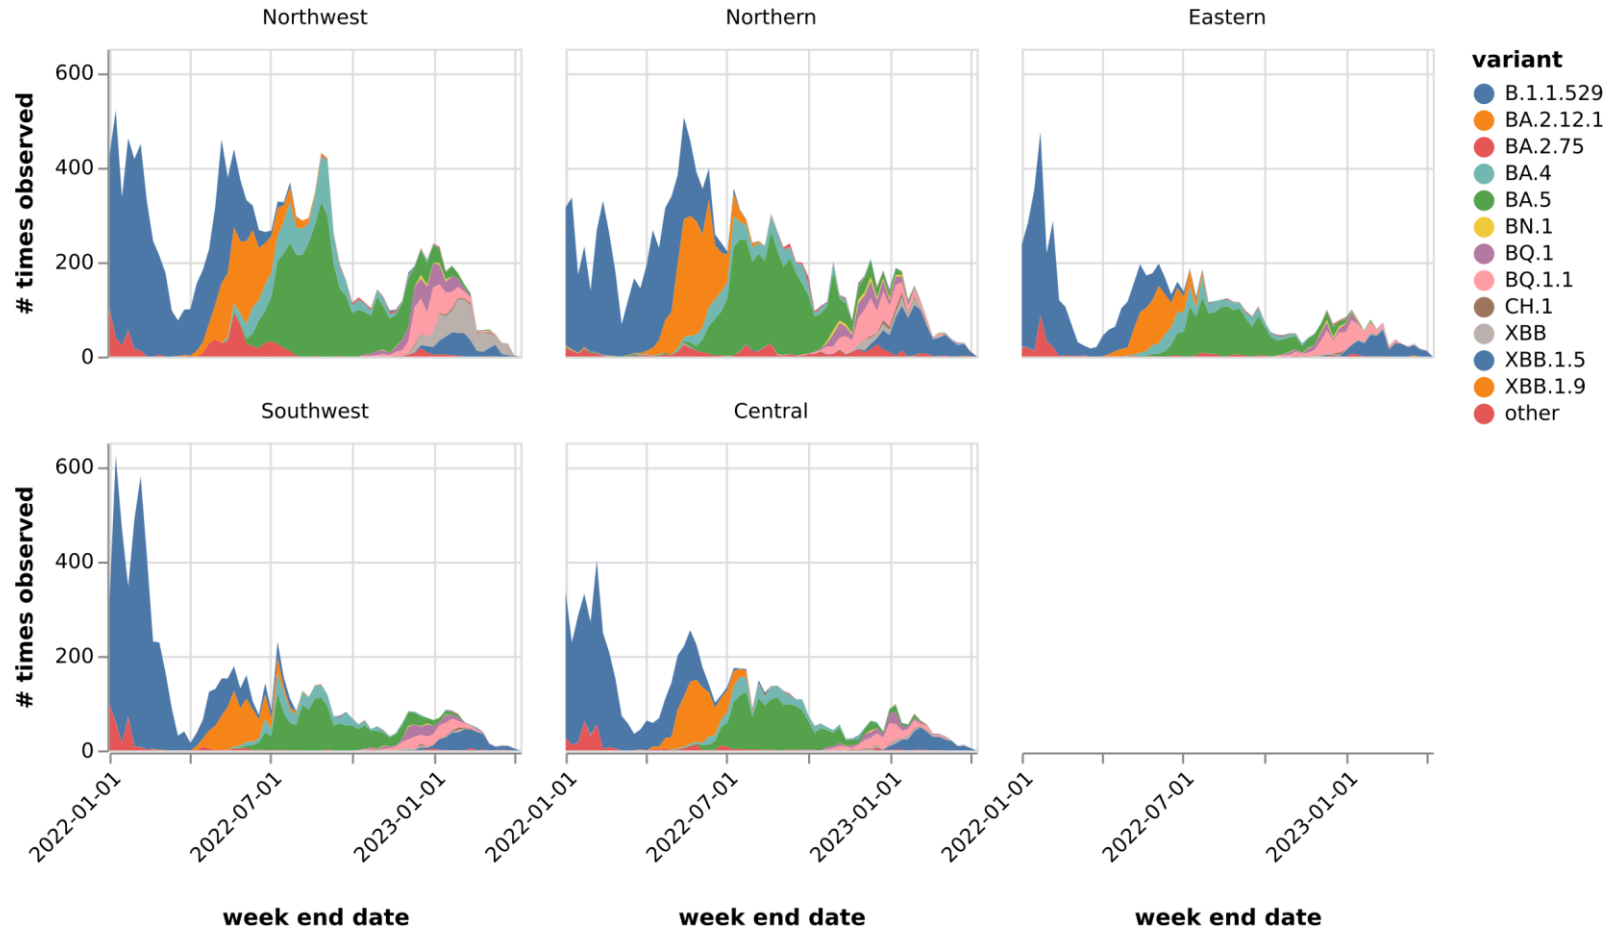 Northwest
Northern
Eastern
# times observed
600
400
200
0
Southwest
Central
# times observed
600
400
200
0
2022-01-01
2022-07-01
2023-01-01
2022-01-01
2022-07-01
2023-01-01
2022-01-01
2022-07-01
2023-01-01
week end date
week end date
week end date
variant
B.1.1.529
BA.2.12.1
BA.2.75
BA.4
BA.5
BN.1
BQ.1
BQ.1.1
CH.1
XBB
XBB.1.5
XBB.1.9
other